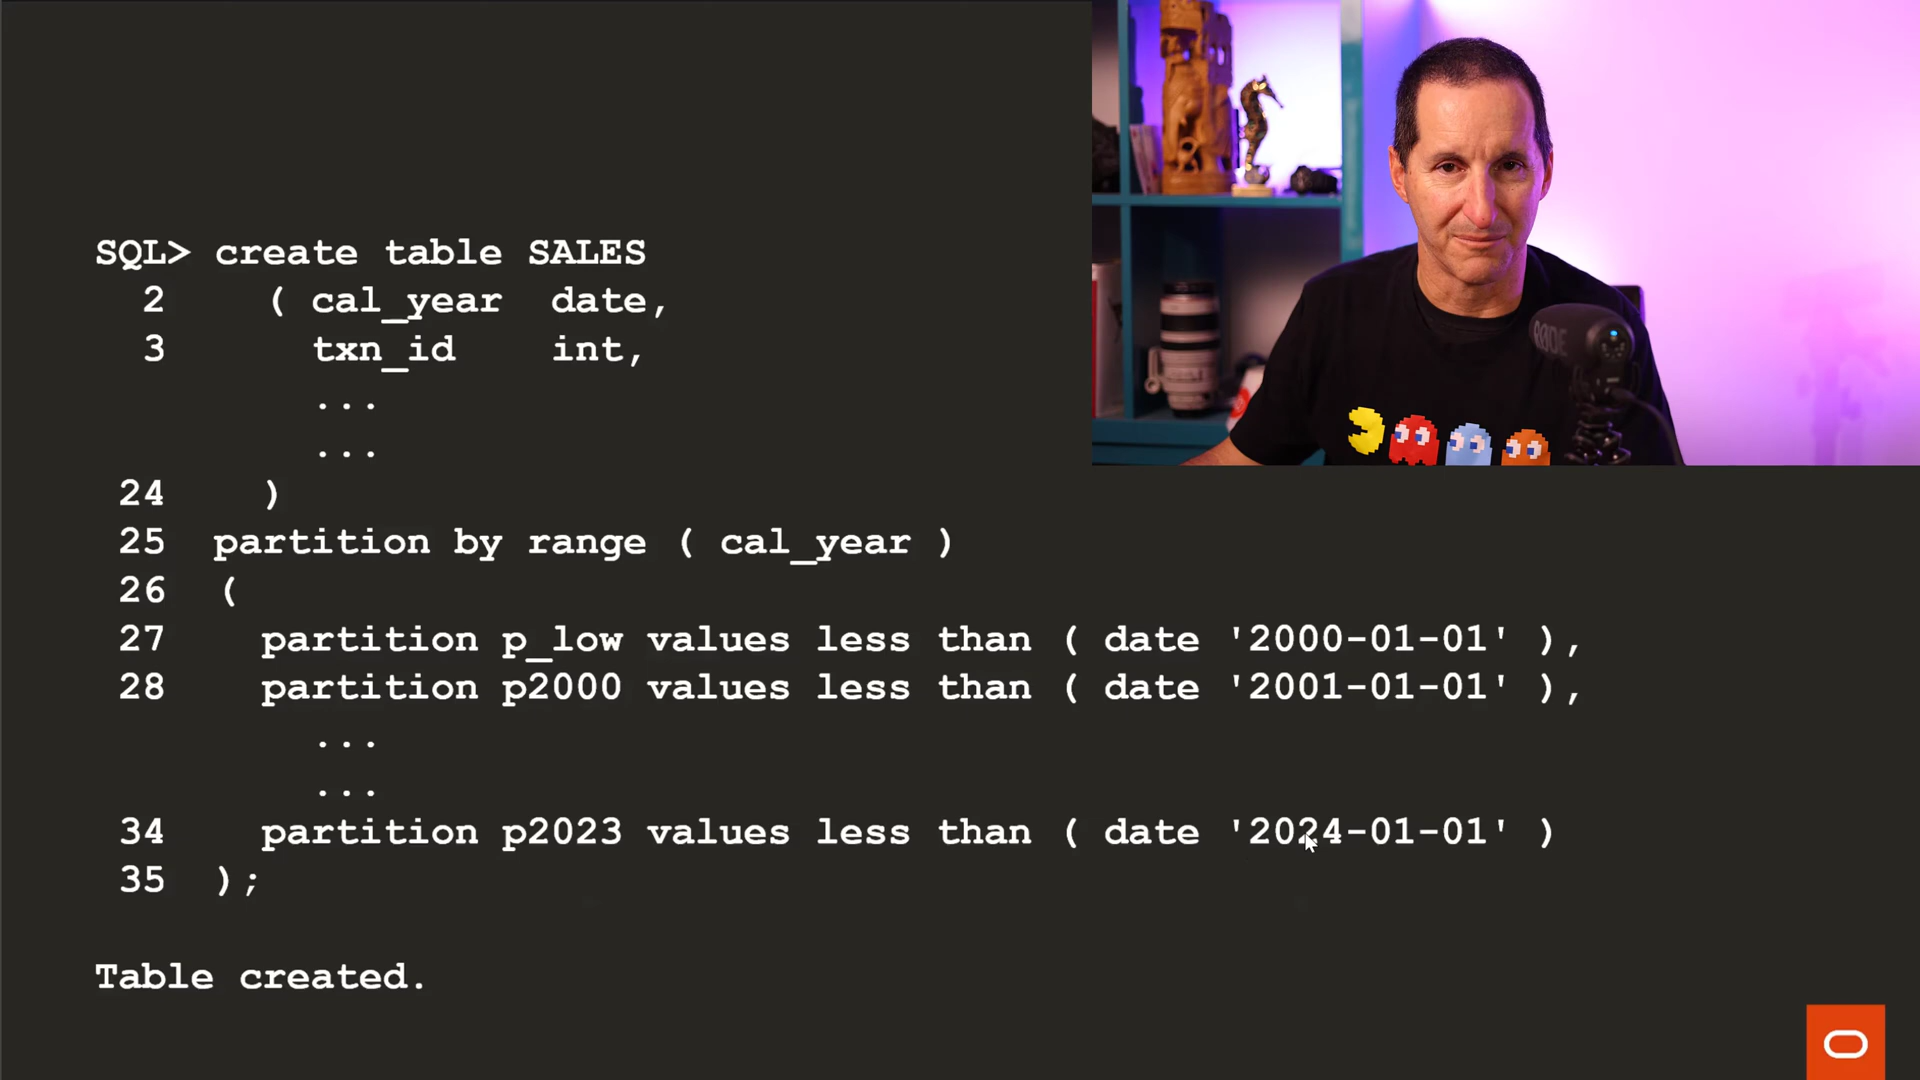 SQL> create table SALES
2 ( cal_year date,
3 txn_id int,
...
...
24 )
25 partition by range ( cal_year )
26 (
27 partition p_low values less than ( date '2000-01-01' ),
28 partition p2000 values less than ( date '2001-01-01' ),
...
...
34 partition p2023 values less than ( date '2024-01-01' )
35 );
Table created.
RØDE